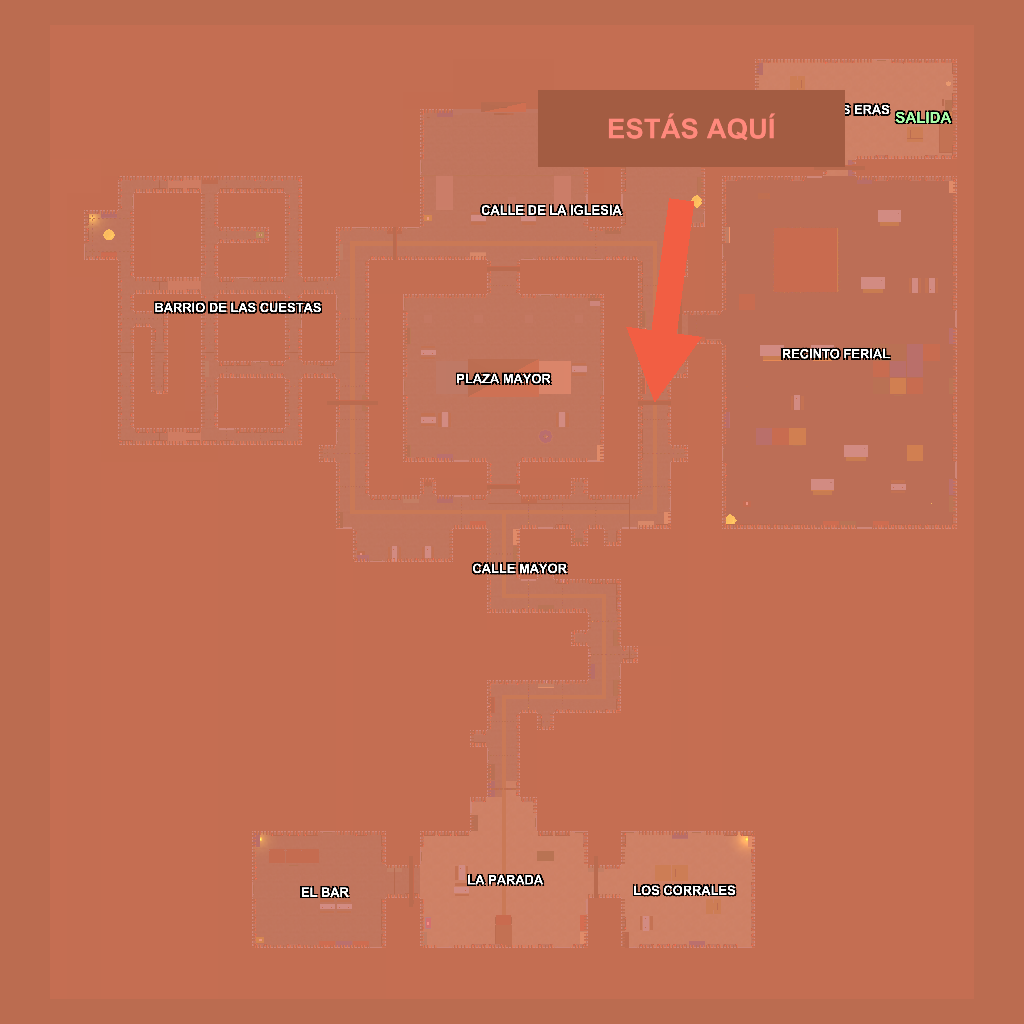 ESTÁS AQUÍ
S ERAS
SALIDA
CALLE DE LA IGLESIA
BARRIO DE LAS CUESTAS
RECINTO FERIAL
PLAZA MAYOR
CALLE MAYOR
EL BAR
LA PARADA
LOS CORRALES